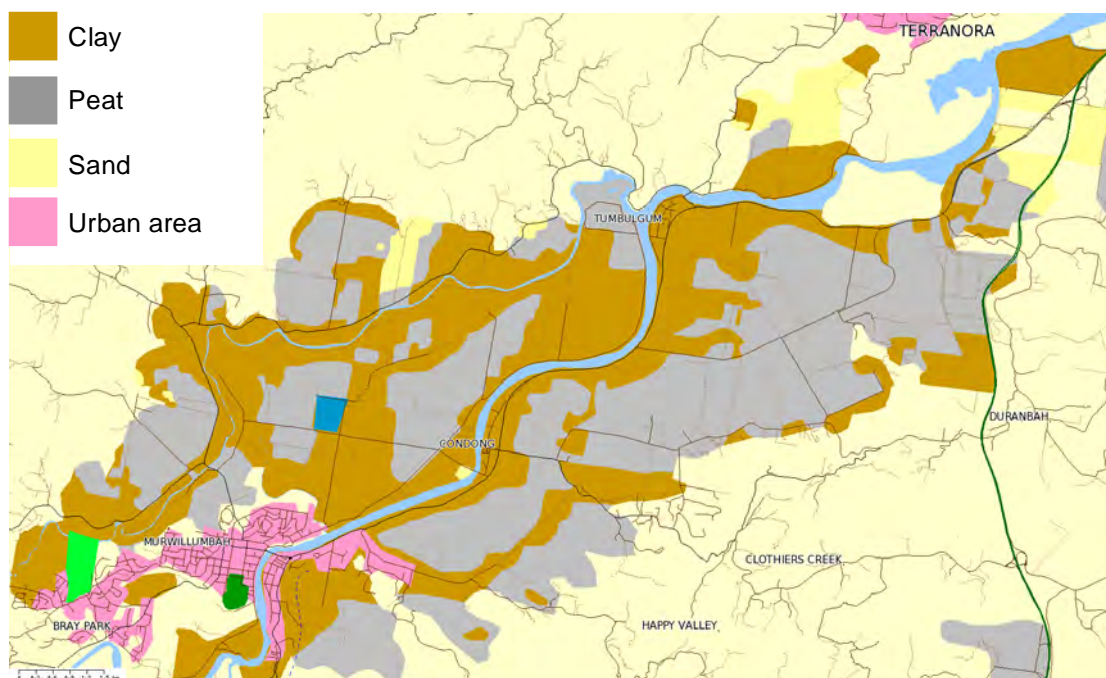 Clay
Peat
Sand
Urban area
TERRANORA
TUMBULGUM
DURANBAH
CONDONG
MURWILLUMBAH
CLOTHIERS CREEK
BRAY PARK
HAPPY VALLEY